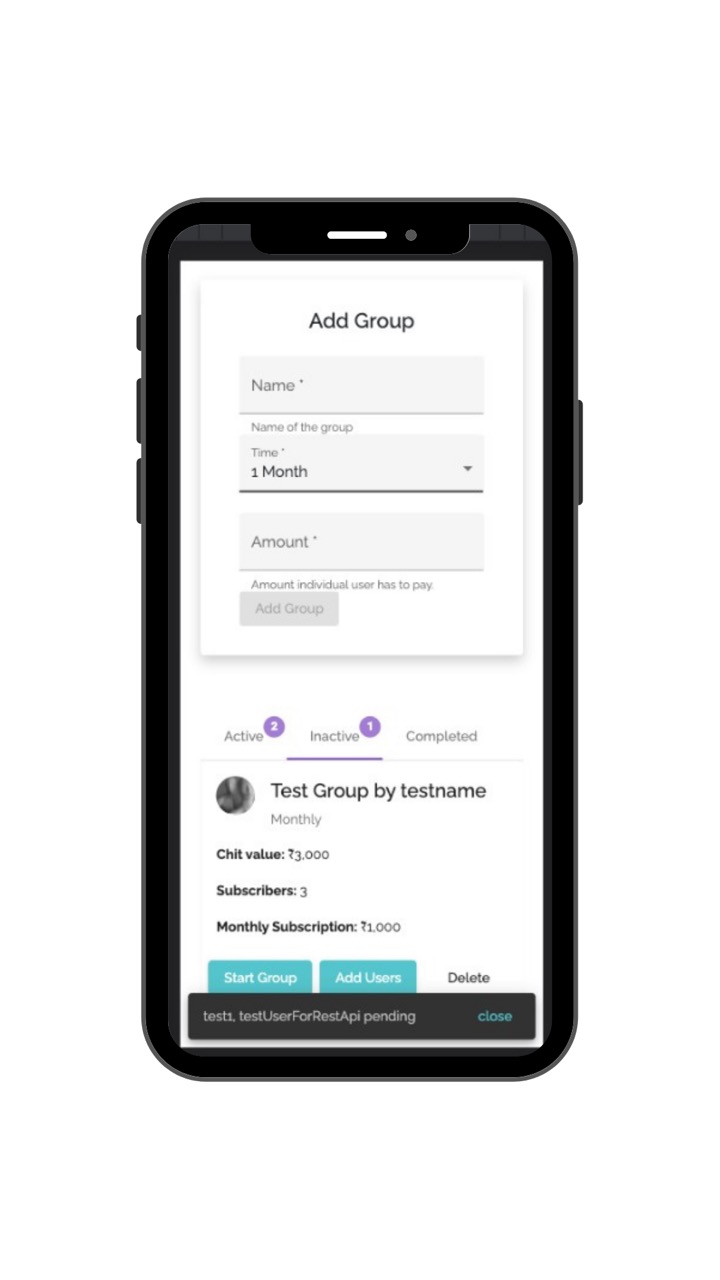 Add Group
Name *
Name of the group
Time *
1 Month
Amount *
Amount individual user has to pay.
Add Group
Active 2 Inactive 1 Completed
Test Group by testname
Monthly
Chit value: ₹3,000
Subscribers: 3
Monthly Subscription: ₹1,000
Start Group Add Users Delete
test1, testUserForRestApi pending close